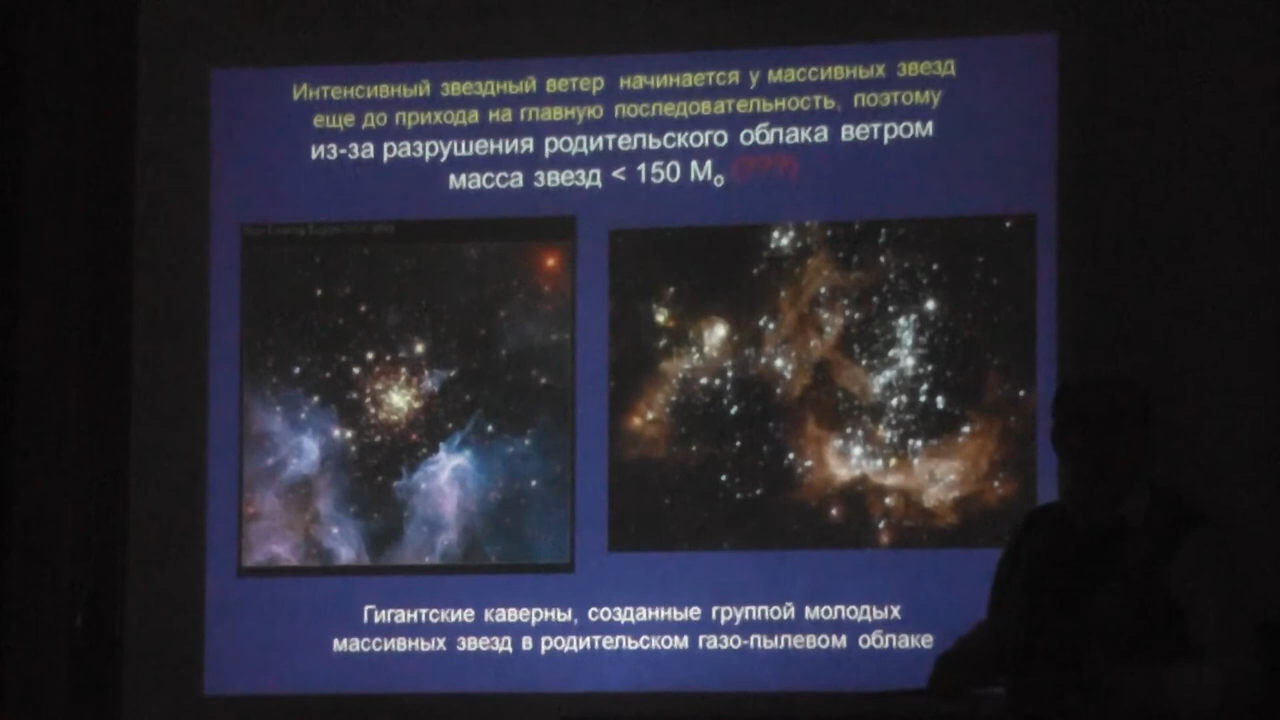 Интенсивный звездный ветер начинается у массивных звезд
еще до прихода на главную последовательность, поэтому
из-за разрушения родительского облака ветром
масса звезд < 150 Mo (???)
Гигантские каверны, созданные группой молодых
массивных звезд в родительском газо-пылевом облаке